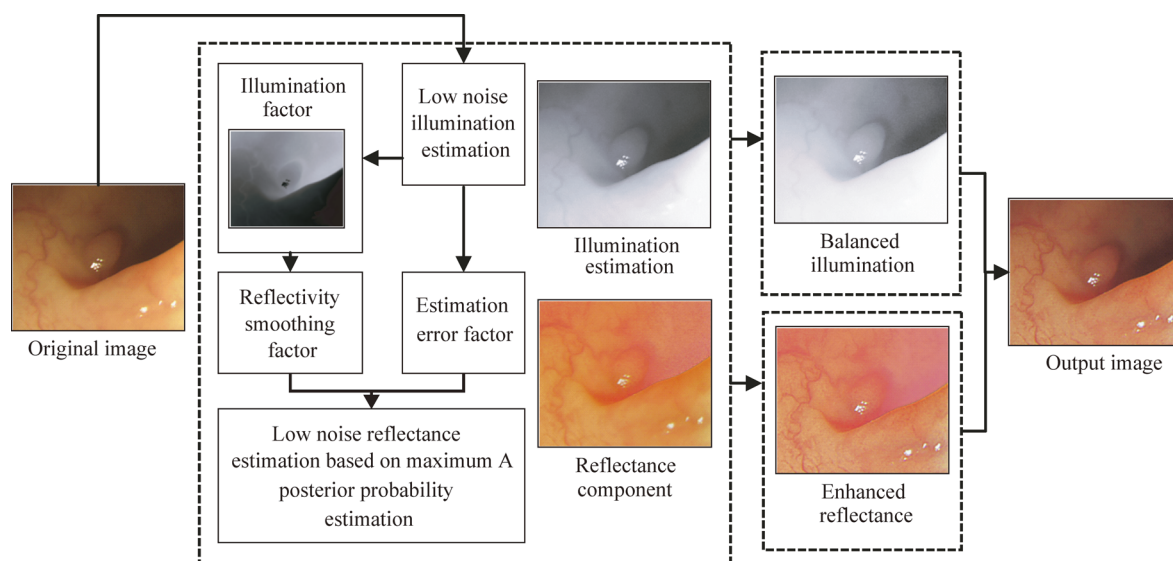 Original image
Illumination
factor
Low noise
illumination
estimation
Reflectivity
smoothing
factor
Estimation
error factor
Low noise reflectance
estimation based on maximum A
posterior probability
estimation
Illumination
estimation
Reflectance
component
Balanced
illumination
Enhanced
reflectance
Output image